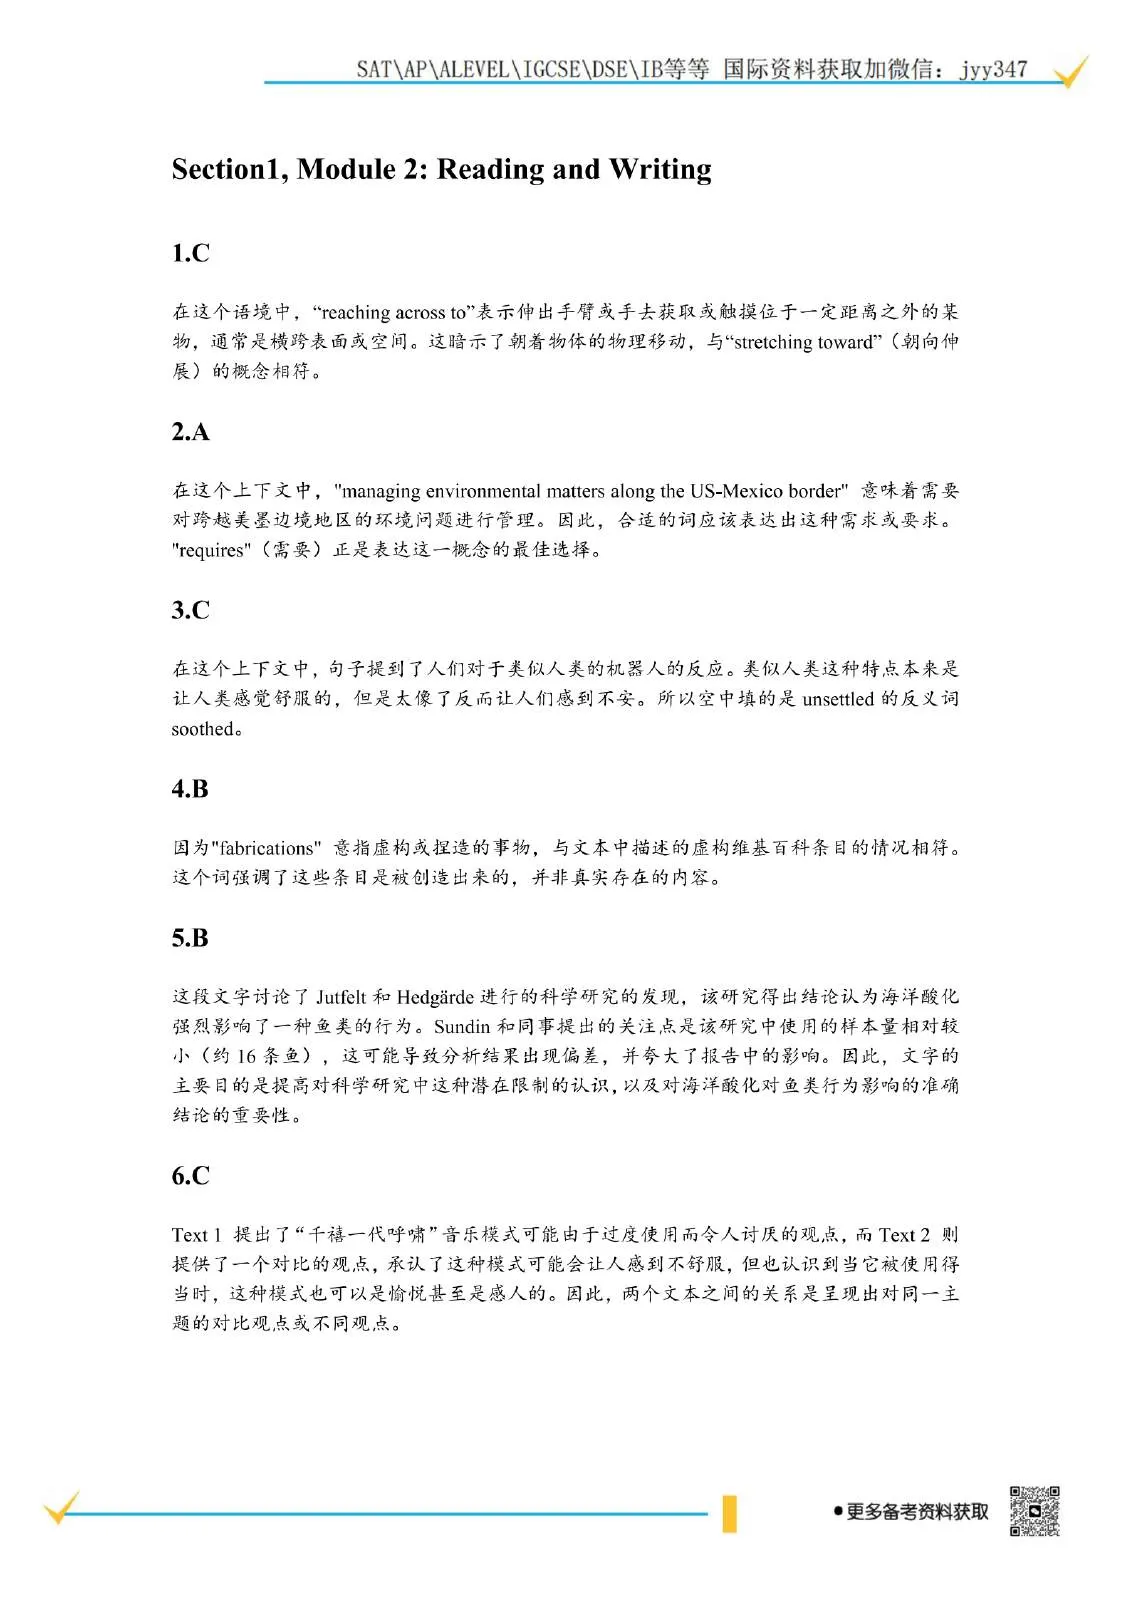 SAT\AP\ALEVEL\IGCSE\DSE\IB等等 国际资料获取加微信：jyy347
Section1, Module 2: Reading and Writing
1.C
在这个语境中，“reaching across to”表示伸出手臂或手去获取或触摸位于一定距离之外的某
物，通常是横跨表面或空间。这暗示了朝着物体的物理移动，与“stretching toward”（朝向伸
展）的概念相符。
2.A
在这个上下文中，"managing environmental matters along the US-Mexico border" 意味着需要
对跨越美墨边境地区的环境问题进行管理。因此，合适的词应该表达出这种需求或要求。
"requires"（需要）正是表达这一概念的最佳选择。
3.C
在这个上下文中，句子提到了人们对于类似人类的机器人的反应。类似人类这种特点本来是
让人类感觉舒服的，但是太像了反而让人们感到不安。所以空中填的是 unsettled 的反义词
soothed。
4.B
因为"fabrications" 意指虚构或捏造的事物，与文本中描述的虚构维基百科条目的情况相符。
这个词强调了这些条目是被创造出来的，并非真实存在的内容。
5.B
这段文字讨论了 Jutfelt 和 Hedgärde 进行的科学研究的发现，该研究得出结论认为海洋酸化
强烈影响了一种鱼类的行为。Sundin 和同事提出的关注点是该研究中使用的样本量相对较
小（约 16 条鱼），这可能导致分析结果出现偏差，并夸大了报告中的影响。因此，文字的
主要目的是提高对科学研究中这种潜在限制的认识，以及对海洋酸化对鱼类行为影响的准确
结论的重要性。
6.C
Text 1 提出了“千禧一代呼啸”音乐模式可能由于过度使用而令人讨厌的观点，而 Text 2 则
提供了一个对比的观点，承认了这种模式可能会让人感到不舒服，但也认识到当它被使用得
当时，这种模式也可以是愉悦甚至是感人的。因此，两个文本之间的关系是呈现出对同一主
题的对比观点或不同观点。
•更多备考资料获取